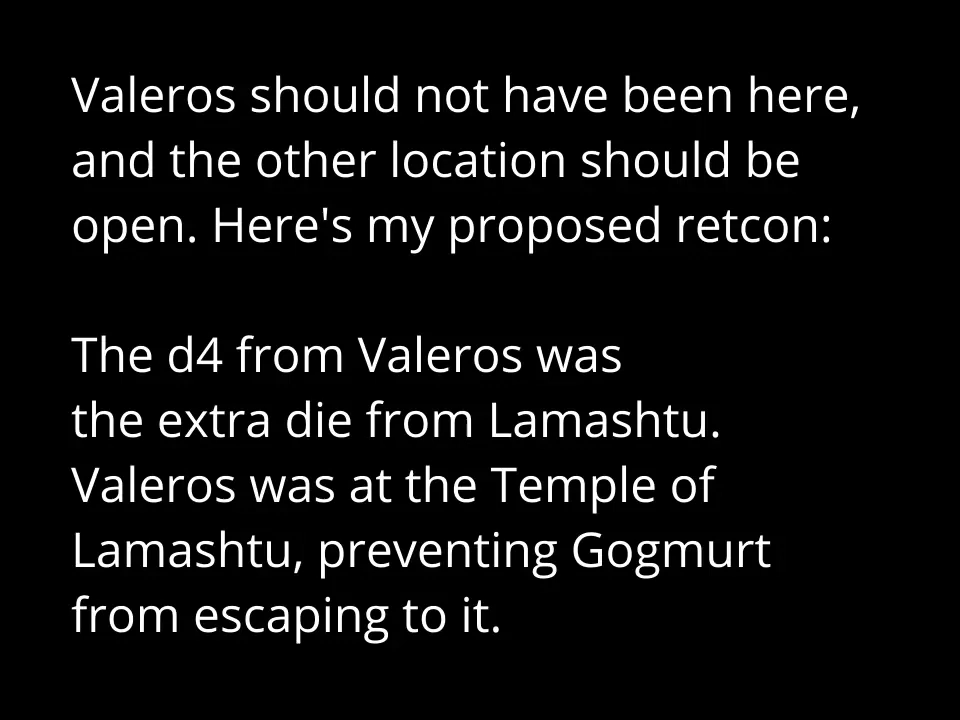 Valeros should not have been here,
and the other location should be
open. Here's my proposed retcon:
The d4 from Valeros was
the extra die from Lamashtu.
Valeros was at the Temple of
Lamashtu, preventing Gogmurt
from escaping to it.